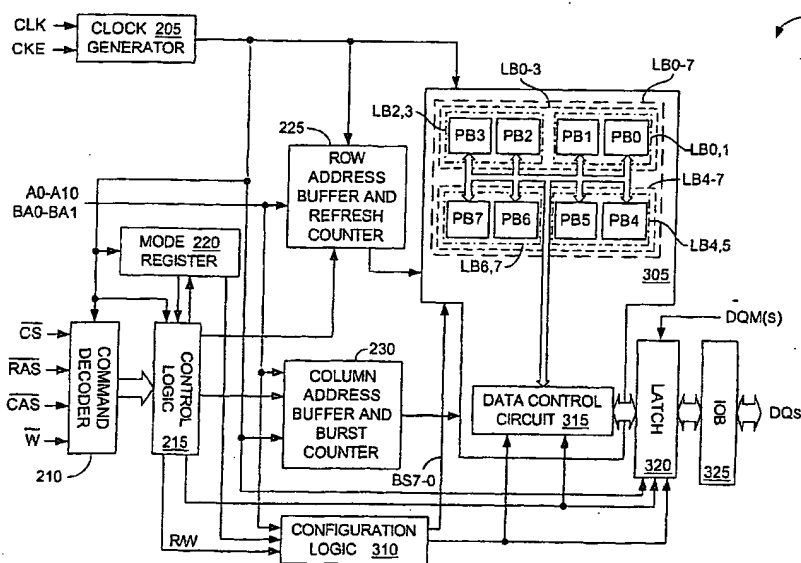 CLK
CKE
CLOCK 205
GENERATOR
LB0-3
LB0-7
LB2,3
PB3
PB2
PB1
PB0
LB0,1
225
ROW
ADDRESS
BUFFER AND
REFRESH
COUNTER
A0-A10
BA0-BA1
LB4-7
PB7
PB6
PB5
PB4
LB4,5
LB6,7
305
MODE 220
REGISTER
DQM(s)
CS
RAS
CAS
W
COMMAND
DECODER
210
CONTROL
LOGIC
215
230
COLUMN
ADDRESS
BUFFER AND
BURST
COUNTER
DATA CONTROL
CIRCUIT 315
LATCH
320
IOB
325
DQs
BS7-0
R/W
CONFIGURATION
LOGIC 310